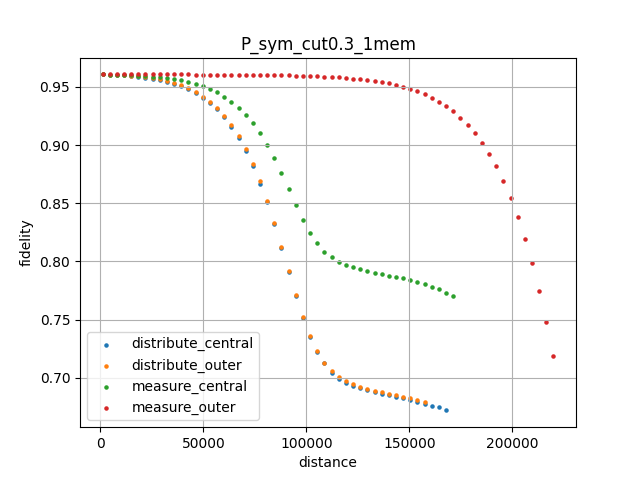 P_sym_cut0.3_1mem
fidelity
0.95
0.90
0.85
0.80
0.75
0.70
distribute_central
distribute_outer
measure_central
measure_outer
0
50000
100000
150000
200000
distance